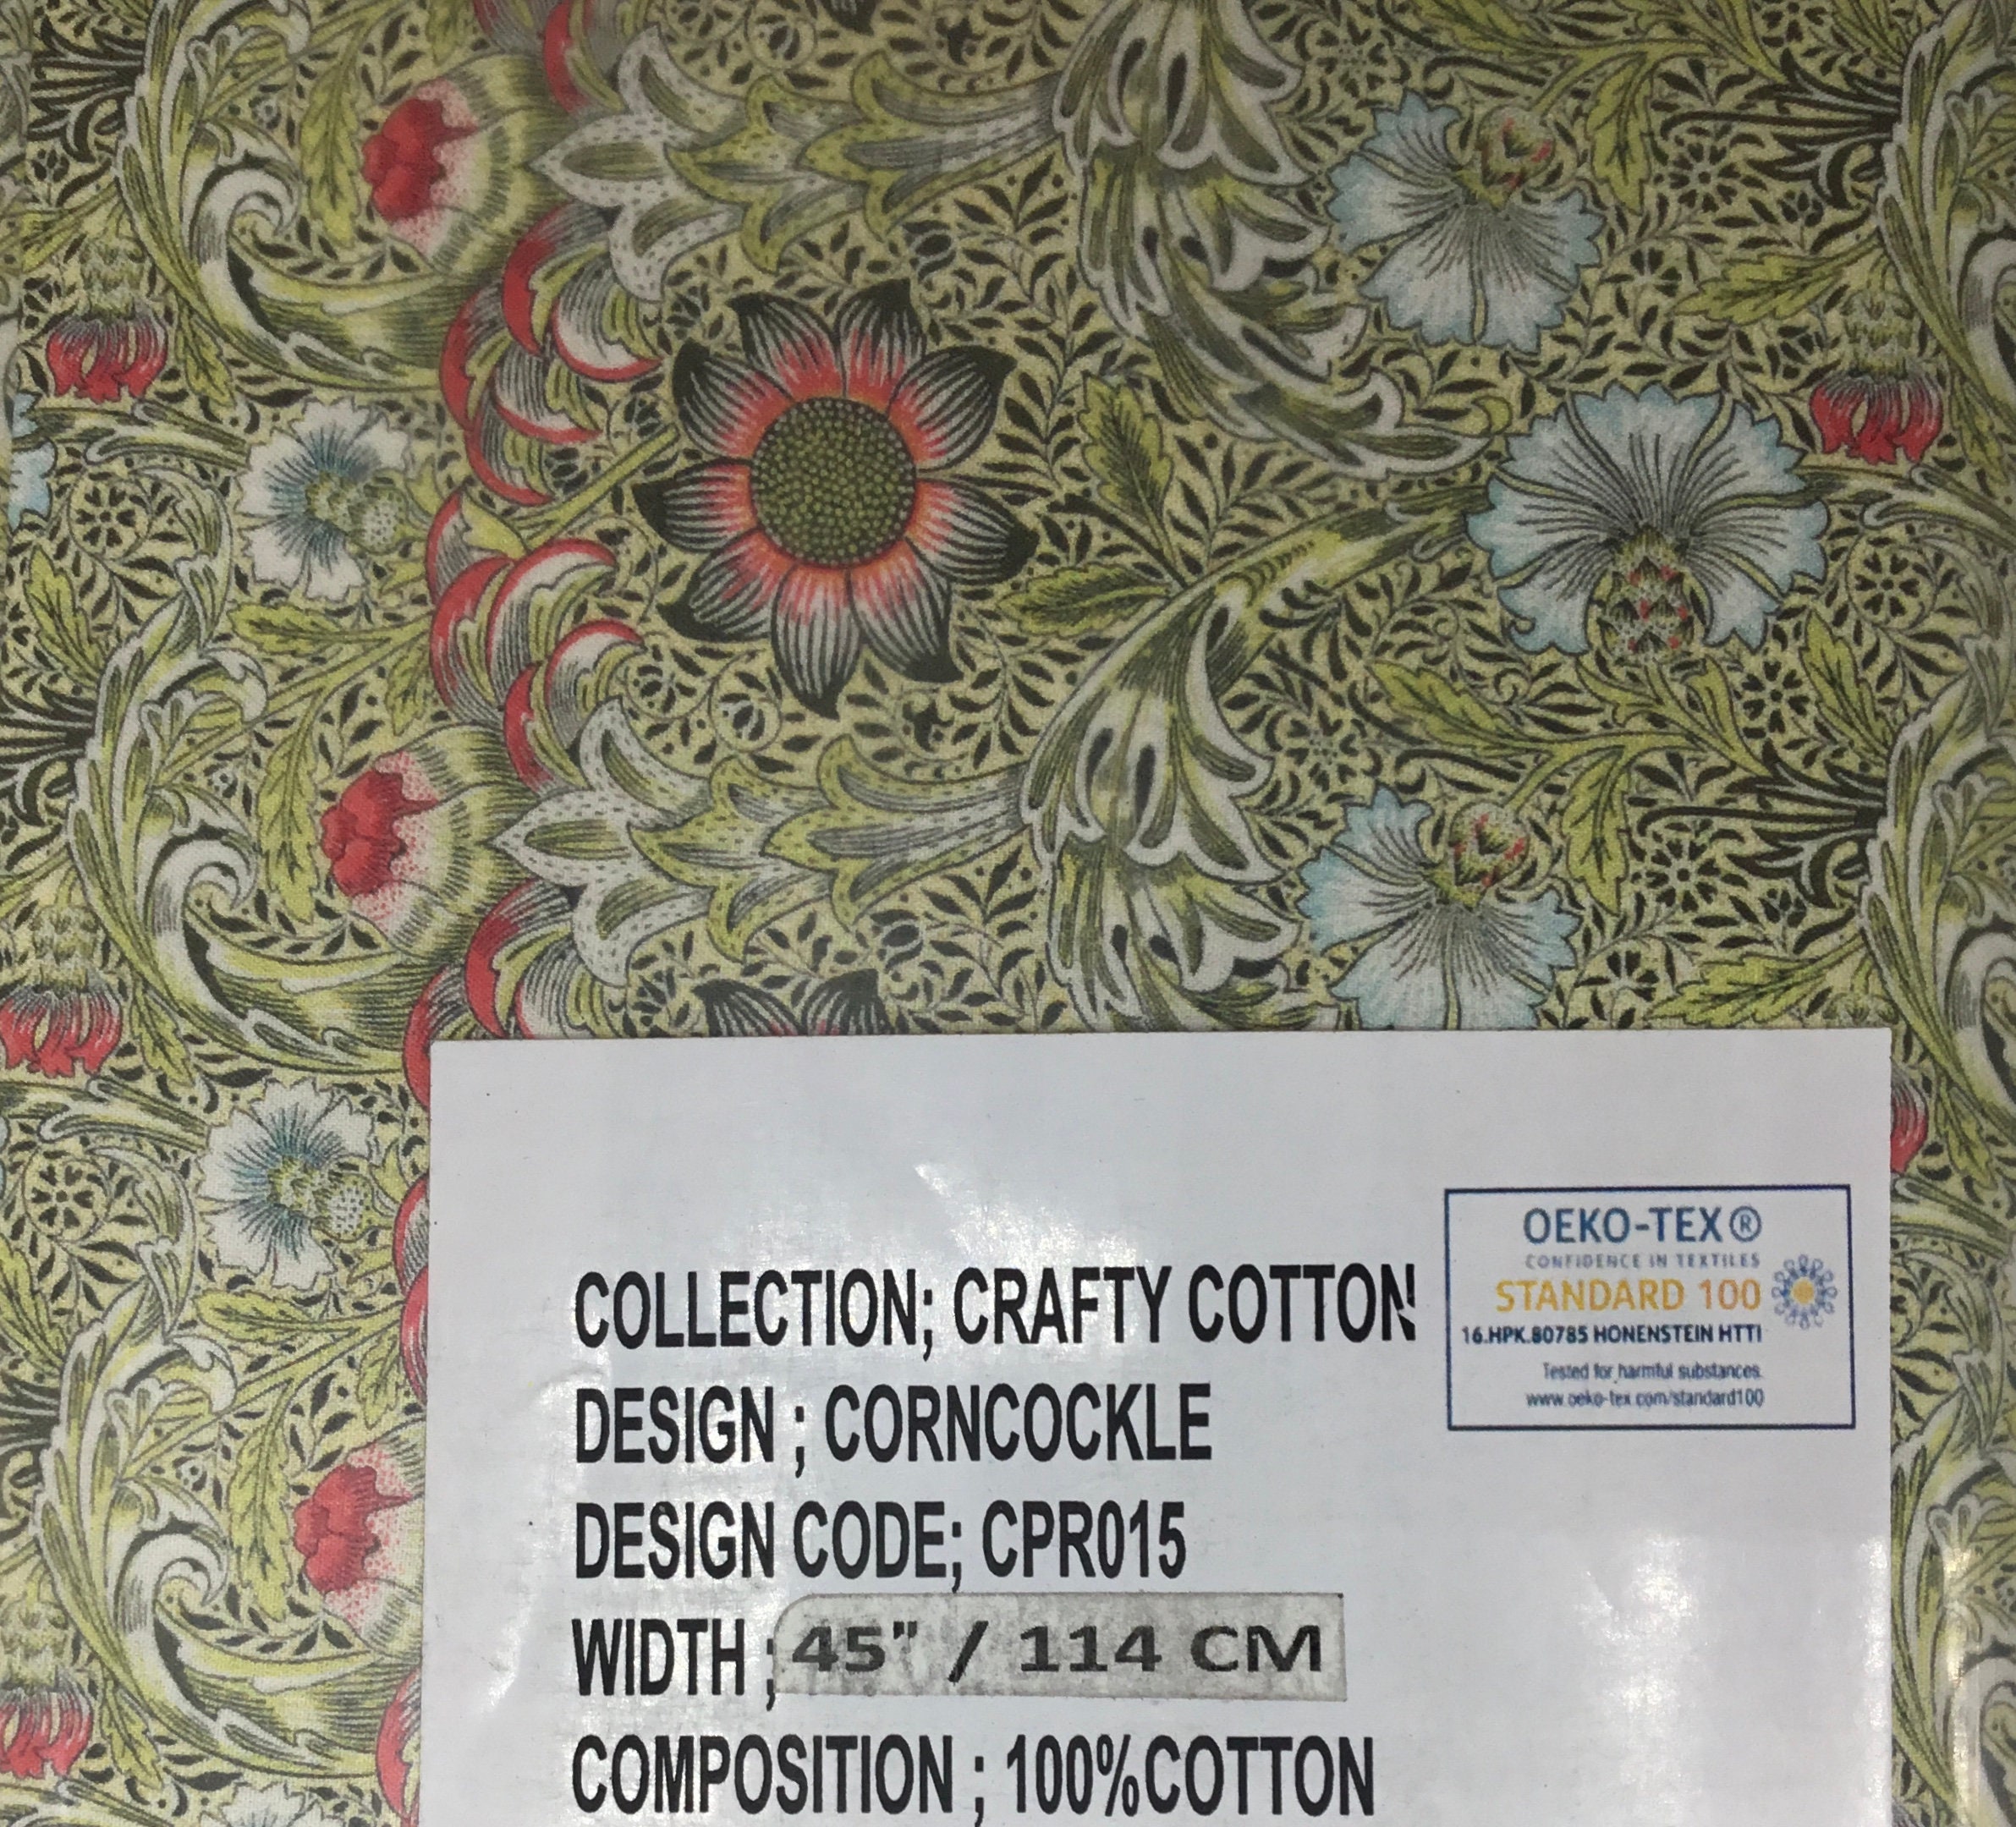 COLLECTION; CRAFTY COTTON
OEKO-TEX®
CONFIDENCE IN TEXTILES
STANDARD 100
16.HPK.80785 HONENSTEIN HTTI
Tested for harmful substances.
www.oeko-tex.com/standard100
DESIGN ; CORNCOCKLE
DESIGN CODE; CPR015
WIDTH ; 45" / 114 CM
COMPOSITION ; 100%COTTON